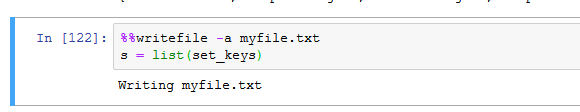 In [122]: %%writefile -a myfile.txt
s = list(set_keys)
Writing myfile.txt